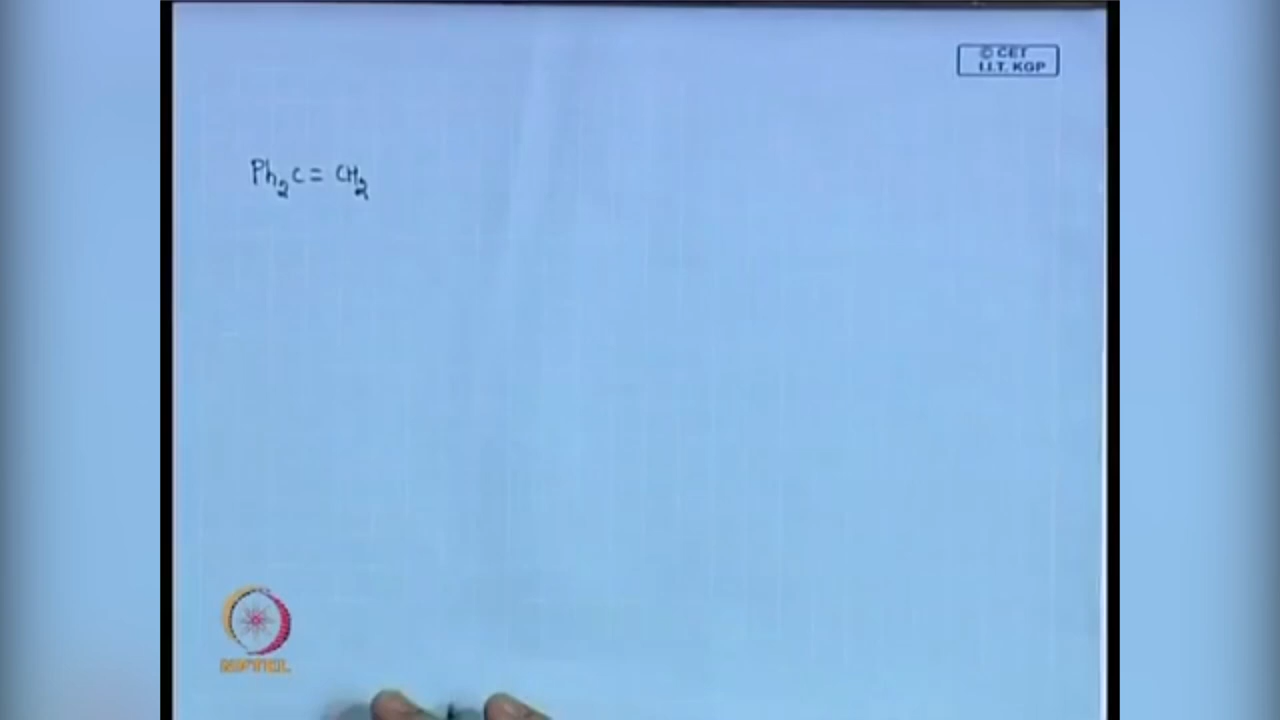 © CET
I.I.T. KGP
Ph₂C = CH₂
NPTEL